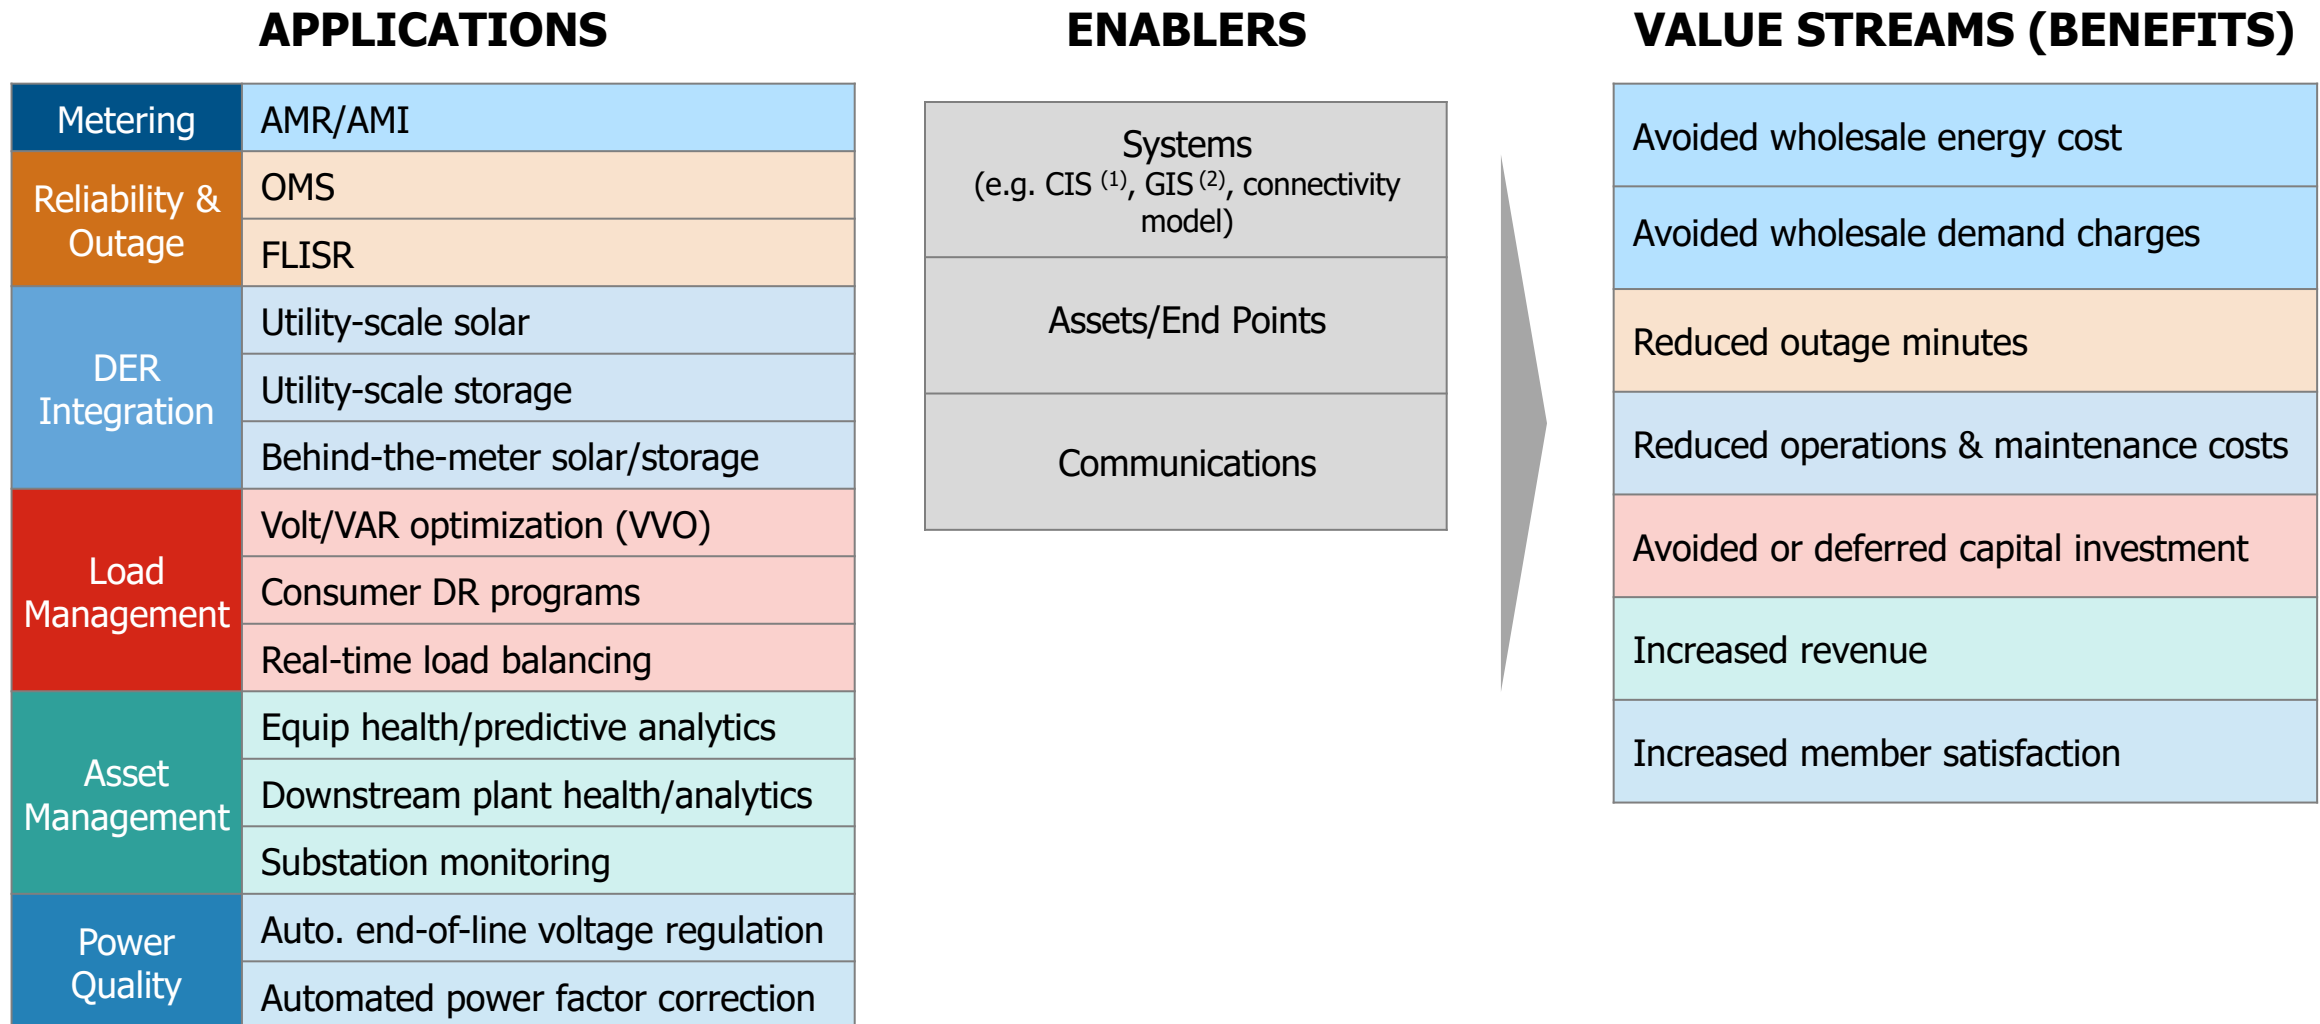 APPLICATIONS
Metering
AMR/AMI
Reliability &
Outage
OMS
FLISR
DER
Integration
Utility-scale solar
Utility-scale storage
Behind-the-meter solar/storage
Load
Management
Volt/VAR optimization (VVO)
Consumer DR programs
Real-time load balancing
Asset
Management
Equip health/predictive analytics
Downstream plant health/analytics
Substation monitoring
Power
Quality
Auto. end-of-line voltage regulation
Automated power factor correction
ENABLERS
Systems
(e.g. CIS (1), GIS (2), connectivity
model)
Assets/End Points
Communications
VALUE STREAMS (BENEFITS)
Avoided wholesale energy cost
Avoided wholesale demand charges
Reduced outage minutes
Reduced operations & maintenance costs
Avoided or deferred capital investment
Increased revenue
Increased member satisfaction